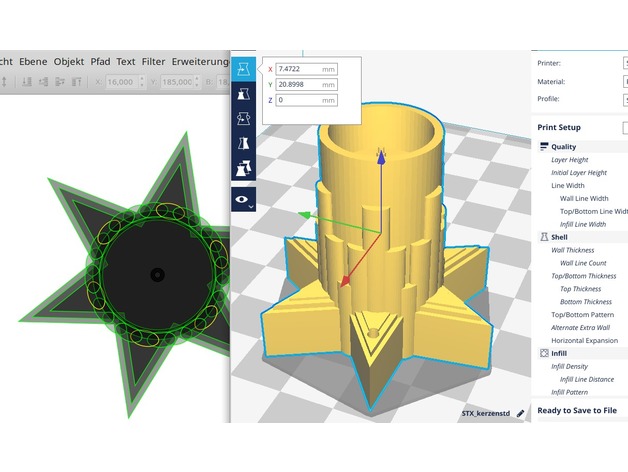 cht Ebene Objekt Pfad Text Filter Erweiterung
X: 16,000 Y: 185,000 R: 18,
X 7.4722 mm
Y 20.8998 mm
Z 0 mm
Printer:
Material:
Profile:
Print Setup
Quality
Layer Height
Initial Layer Height
Line Width
Wall Line Width
Top/Bottom Line Widt
Infill Line Width
Shell
Wall Thickness
Wall Line Count
Top/Bottom Thickness
Top Thickness
Bottom Thickness
Top/Bottom Pattern
Alternate Extra Wall
Horizontal Expansion
Infill
Infill Density
Infill Line Distance
Infill Pattern
STX_kerzenstd
Ready to Save to File